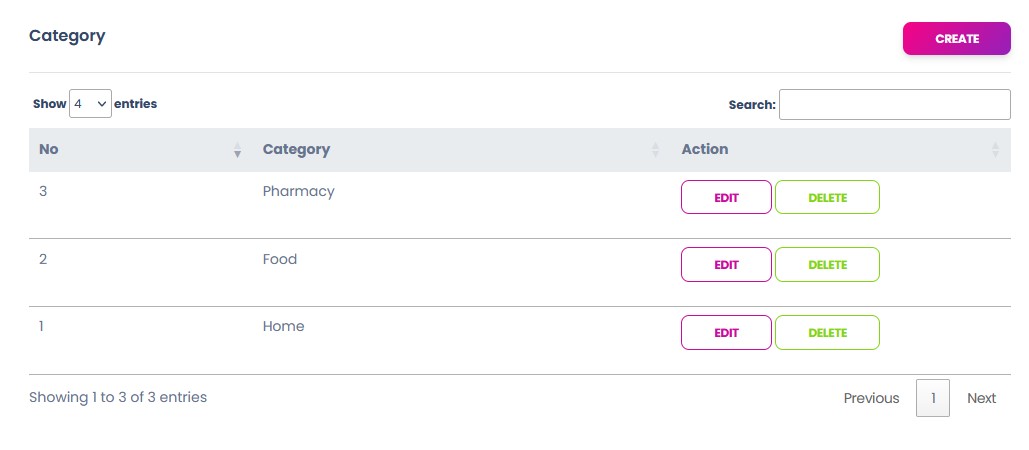 Category
CREATE
Show 4 entries
Search:
No Category Action
3 Pharmacy EDIT DELETE
2 Food EDIT DELETE
1 Home EDIT DELETE
Showing 1 to 3 of 3 entries
Previous 1 Next